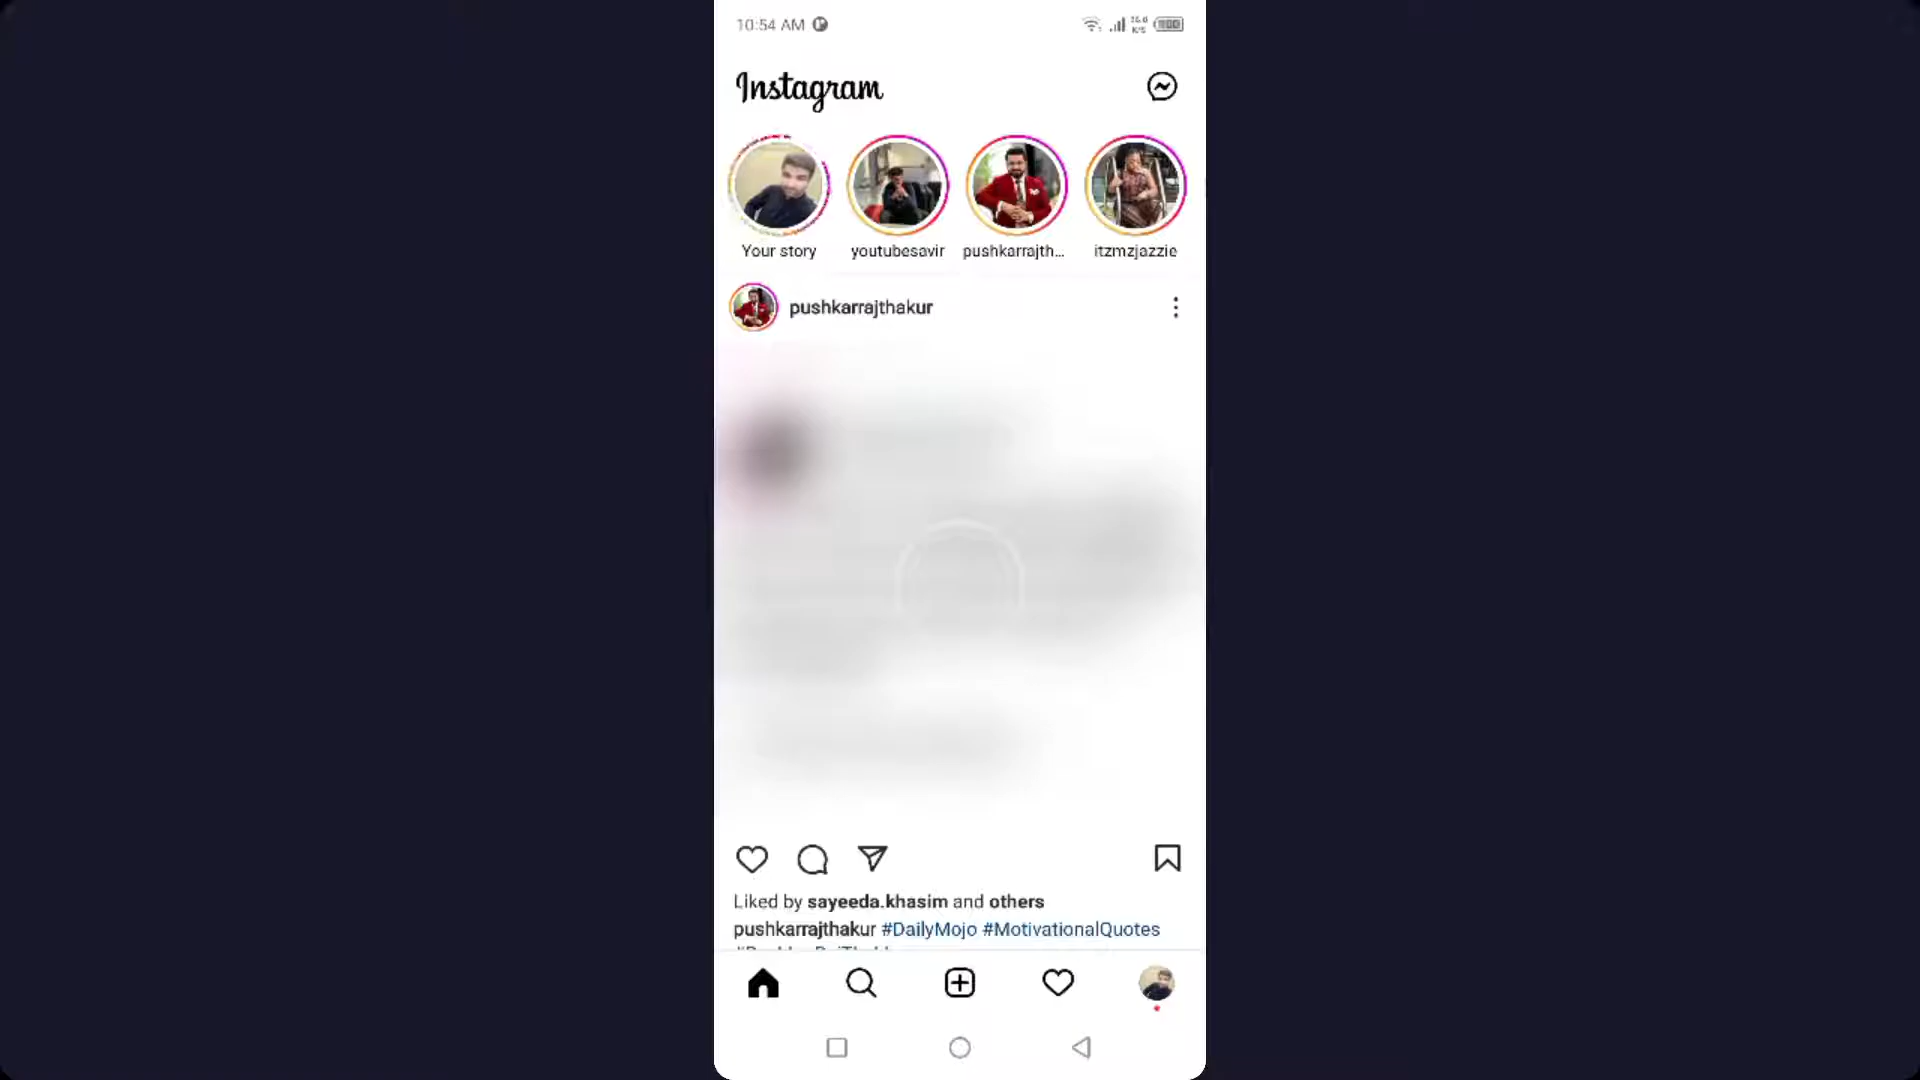 10:54 AM
Instagram
Your story
youtubesavir
pushkarrajth...
itzmzjazzie
pushkarrajthakur
Liked by sayeeda.khasim and others
pushkarrajthakur #DailyMojo #MotivationalQuotes